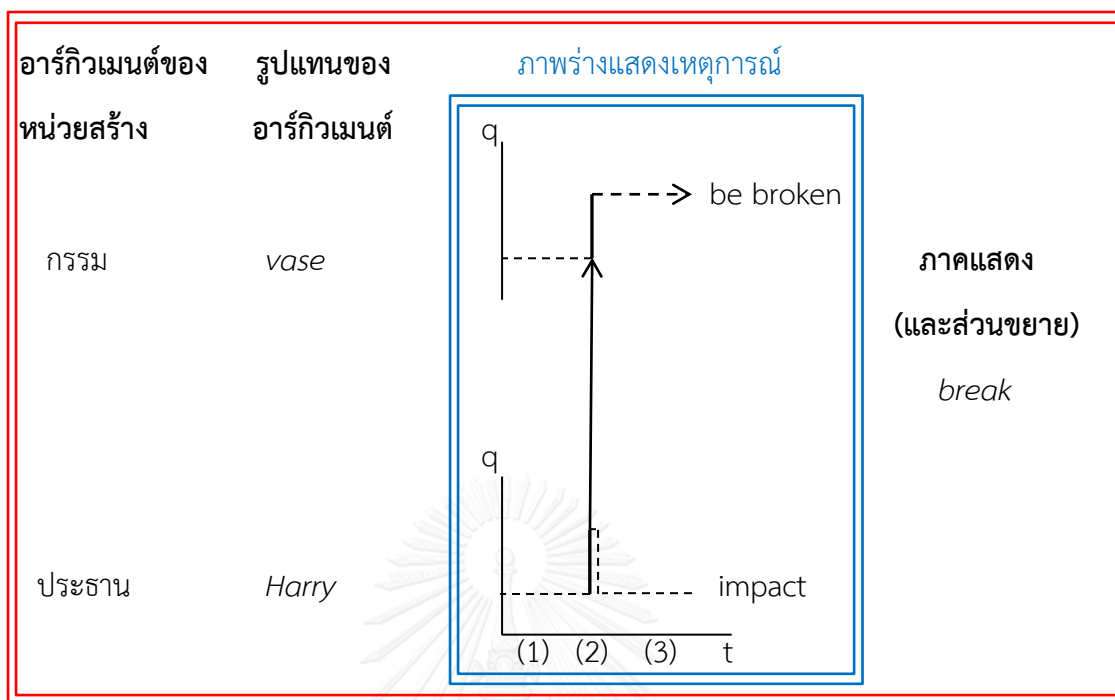 อาร์กิวเมนต์ของ รูปแทนของ ภาพร่างแสดงเหตุการณ์
หน่วยสร้าง อาร์กิวเมนต์
q
be broken
กรรม vase ภาคแสดง
(และส่วนขยาย)
break
q
ประธาน Harry impact
(1) (2) (3) t